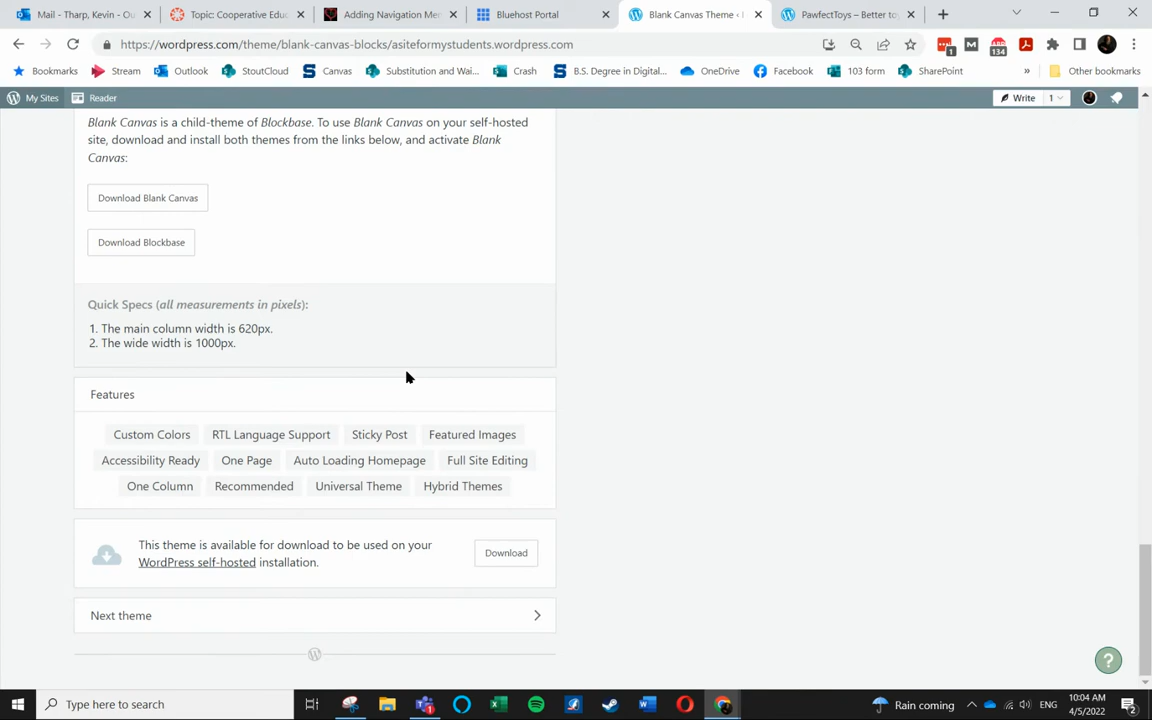 Mail - Tharp, Kevin - Ou
Topic: Cooperative Educ
Adding Navigation Me
Bluehost Portal
Blank Canvas Theme ‹
PawfectToys – Better to
https://wordpress.com/theme/blank-canvas-blocks/asiteformystudents.wordpress.com
1
134
Bookmarks
Stream
Outlook
StoutCloud
Canvas
Substitution and Wai...
Crash
B.S. Degree in Digital...
OneDrive
Facebook
103 form
SharePoint
»
Other bookmarks
My Sites
Reader
Write
1
Blank Canvas is a child-theme of Blockbase. To use Blank Canvas on your self-hosted
site, download and install both themes from the links below, and activate Blank
Canvas:
Download Blank Canvas
Download Blockbase
Quick Specs (all measurements in pixels):
1. The main column width is 620px.
2. The wide width is 1000px.
Features
Custom Colors RTL Language Support Sticky Post Featured Images
Accessibility Ready One Page Auto Loading Homepage Full Site Editing
One Column Recommended Universal Theme Hybrid Themes
This theme is available for download to be used on your
WordPress self-hosted installation.
Download
Next theme
?
Type here to search
Rain coming
ENG
10:04 AM
4/5/2022
2